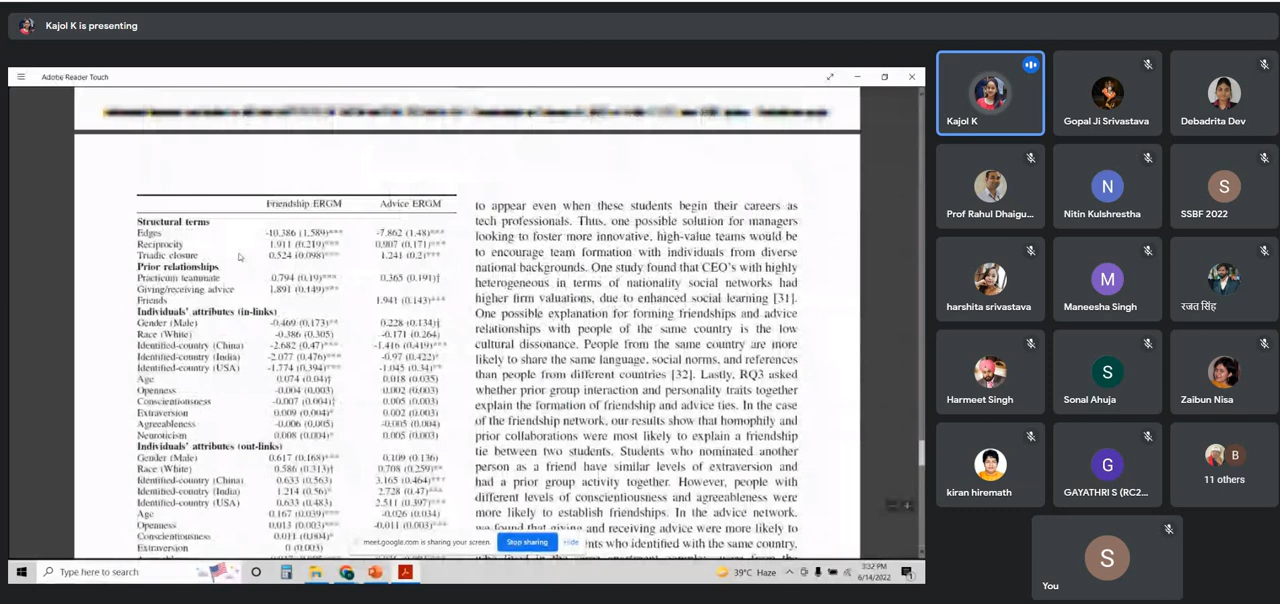 Kajol K is presenting
Adobe Reader Touch
Friendship ERGM Advice ERGM
Structural terms
Edges -10.386 (1.589)*** -7.862 (1.48)***
Reciprocity 1.911 (0.219)*** 0.907 (0.171)***
Triadic closure 0.524 (0.098)*** 1.241 (0.2)***
Prior relationships
Practicum teammate 0.794 (0.19)*** 0.365 (0.191)†
Giving/receiving advice 1.891 (0.149)***
Friends 1.941 (0.143)***
Individuals' attributes (in-links)
Gender (Male) -0.469 (0.173)** 0.228 (0.134)†
Race (White) -0.386 (0.305) -0.171 (0.264)
Identified-country (China) -2.682 (0.47)*** -1.416 (0.419)***
Identified-country (India) -2.077 (0.476)*** -0.97 (0.422)*
Identified-country (USA) -1.774 (0.394)*** -1.045 (0.34)**
Age 0.074 (0.04)† 0.018 (0.035)
Openness -0.004 (0.003) 0.002 (0.003)
Conscientiousness -0.007 (0.004)† 0.005 (0.003)
Extraversion 0.009 (0.004)* 0.002 (0.003)
Agreeableness -0.006 (0.005) -0.005 (0.004)
Neuroticism 0.008 (0.004)* 0.005 (0.003)
Individuals' attributes (out-links)
Gender (Male) 0.617 (0.168)*** 0.109 (0.136)
Race (White) 0.586 (0.313)† 0.708 (0.259)**
Identified-country (China) 0.633 (0.563) 3.165 (0.464)***
Identified-country (India) 1.214 (0.56)* 2.728 (0.47)***
Identified-country (USA) 0.633 (0.483) 2.511 (0.397)***
Age 0.167 (0.039)*** -0.026 (0.034)
Openness 0.013 (0.003)*** -0.011 (0.003)***
Conscientiousness 0.011 (0.004)*
Extraversion 0 (0.003)
to appear even when these students begin their careers as
tech professionals. Thus, one possible solution for managers
looking to foster more innovative, high-value teams would be
to encourage team formation with individuals from diverse
national backgrounds. One study found that CEO's with highly
heterogeneous in terms of nationality social networks had
higher firm valuations, due to enhanced social learning [31].
One possible explanation for forming friendships and advice
relationships with people of the same country is the low
cultural dissonance. People from the same country are more
likely to share the same language, social norms, and references
than people from different countries [32]. Lastly, RQ3 asked
whether prior group interaction and personality traits together
explain the formation of friendship and advice ties. In the case
of the friendship network, our results show that homophily and
prior collaborations were most likely to explain a friendship
tie between two students. Students who nominated another
person as a friend have similar levels of extraversion and
had a prior group activity together. However, people with
different levels of conscientiousness and agreeableness were
more likely to establish friendships. In the advice network,
we found that giving and receiving advice were more likely to
nts who identified with the same country,
meet.google.com is sharing your screen.
Stop sharing
Hide
Type here to search
39°C Haze
3:32 PM
6/14/2022
Kajol K
Gopal Ji Srivastava
Debadrita Dev
Prof Rahul Dhaigu...
N
Nitin Kulshrestha
S
SSBF 2022
harshita srivastava
M
Maneesha Singh
रजत सिंह
Harmeet Singh
S
Sonal Ahuja
Zaibun Nisa
kiran hiremath
G
GAYATHRI S (RC2...
B
11 others
S
You